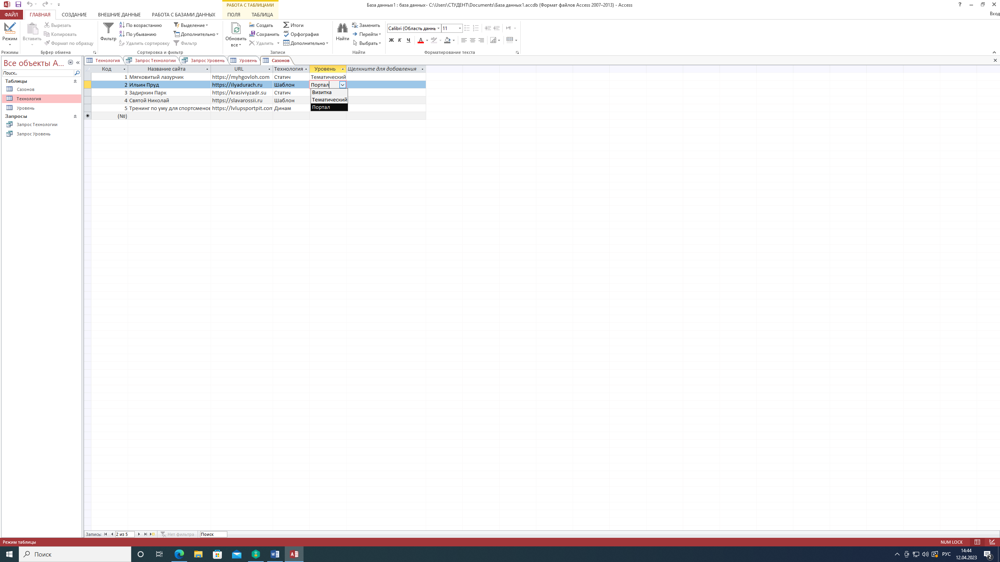 РАБОТА С ТАБЛИЦАМИ
База данных1 : база данных- C:\Users\СТУДЕНТ\Documents\База данных1.accdb (Формат файлов Access 2007–2013) - Access
ФАЙЛ ГЛАВНАЯ СОЗДАНИЕ ВНЕШНИЕ ДАННЫЕ РАБОТА С БАЗАМИ ДАННЫХ ПОЛЯ ТАБЛИЦА Вход
Режим
Режимы
Вставить
Вырезать
Копировать
Формат по образцу
Буфер обмена
Фильтр
По возрастанию
По убыванию
Удалить сортировку
Выделение
Дополнительно
Фильтр
Сортировка и фильтр
Обновить
все
Создать
Сохранить
Удалить
Итоги
Орфография
Дополнительно
Записи
Найти
Заменить
Перейти
Выбрать
Найти
Calibri (Область данн 11
Ж К Ч
Форматирование текста
Все объекты A...
Поиск...
Таблицы
Сазонов
Технология
Уровень
Запросы
Запрос Технологии
Запрос Уровень
Технология Запрос Технологии Запрос Уровень Уровень Сазонов
Код Название сайта URL Технология Уровень Щелкните для добавления
1 Мягковитый лазурчик https://myhgovloh.com Статич Тематический
2 Ильин Пруд https://ilyadurach.ru Шаблон Портал
3 Задиркин Парк https://krasiviyzadr.su Статич
4 Святой Николай https://slavarossii.ru Шаблон
5 Тренинг по уму для спортсменов https://lvlupsportpit.com Динам
(№)
Визитка
Тематический
Портал
Запись: 2 из 5 Нет фильтра Поиск
Режим таблицы NUM LOCK
Поиск
РУС
14:44
12.04.2023
2